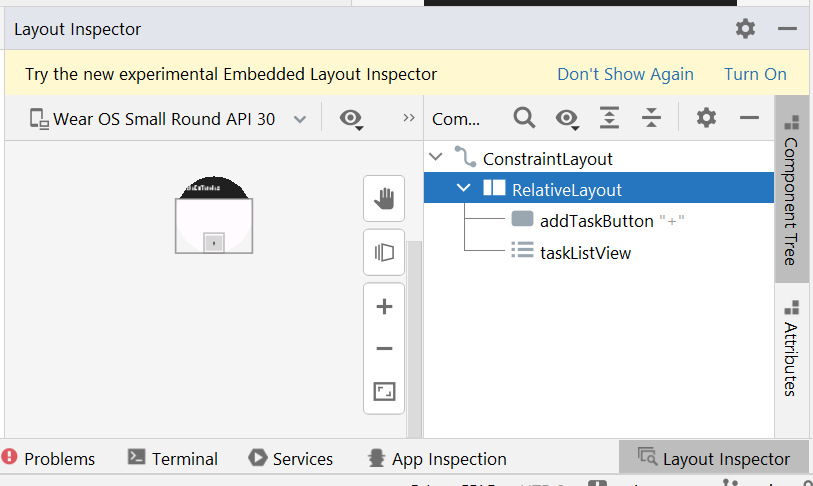 Layout Inspector
Try the new experimental Embedded Layout Inspector Don't Show Again Turn On
Wear OS Small Round API 30
Com...
ConstraintLayout
RelativeLayout
addTaskButton "+"
taskListView
Component Tree
Attributes
Problems Terminal Services App Inspection Layout Inspector